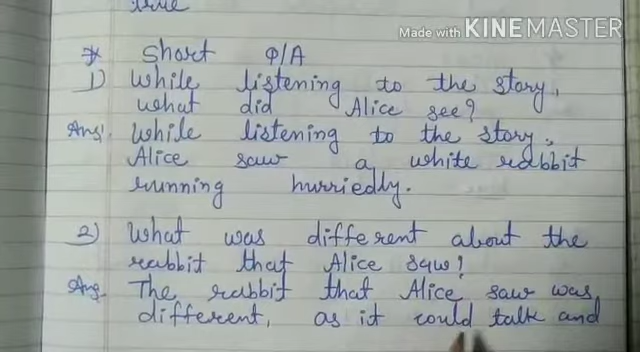 true
Made with KINEMASTER
* Short Q/A
1) While listening to the story,
what did Alice see?
Ans. While listening to the story,
Alice saw a white rabbit
running hurriedly.
2) What was different about the
rabbit that Alice saw?
Ans. The rabbit that Alice saw was
different, as it could talk and